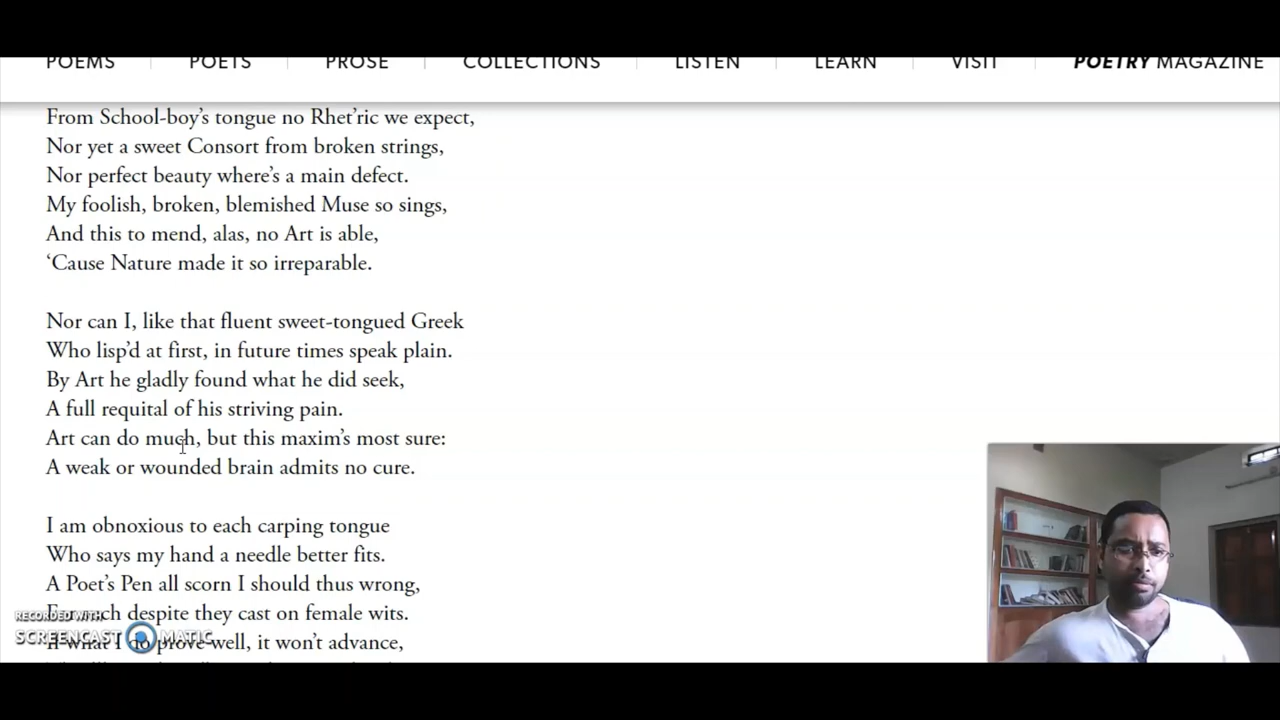 POEMS POETS PROSE COLLECTIONS LISTEN LEARN VISIT POETRY MAGAZINE
From School-boy’s tongue no Rhet’ric we expect,
Nor yet a sweet Consort from broken strings,
Nor perfect beauty where’s a main defect.
My foolish, broken, blemished Muse so sings,
And this to mend, alas, no Art is able,
‘Cause Nature made it so irreparable.
Nor can I, like that fluent sweet-tongued Greek
Who lisp’d at first, in future times speak plain.
By Art he gladly found what he did seek,
A full requital of his striving pain.
Art can do much, but this maxim’s most sure:
A weak or wounded brain admits no cure.
I am obnoxious to each carping tongue
Who says my hand a needle better fits.
A Poet’s Pen all scorn I should thus wrong,
despite they cast on female wits.
what I do prove well, it won’t advance,
RECORDED WITH
SCREENCAST MATIC